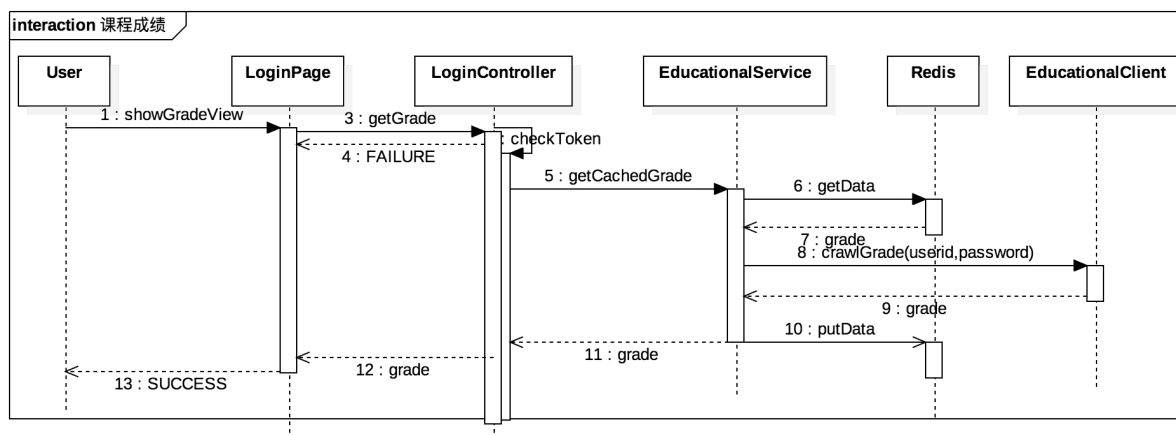 interaction 课程成绩
User
LoginPage
LoginController
EducationalService
Redis
EducationalClient
1 : showGradeView
3 : getGrade
: checkToken
4 : FAILURE
5 : getCachedGrade
6 : getData
7 : grade
8 : crawlGrade(userid,password)
9 : grade
10 : putData
11 : grade
12 : grade
13 : SUCCESS